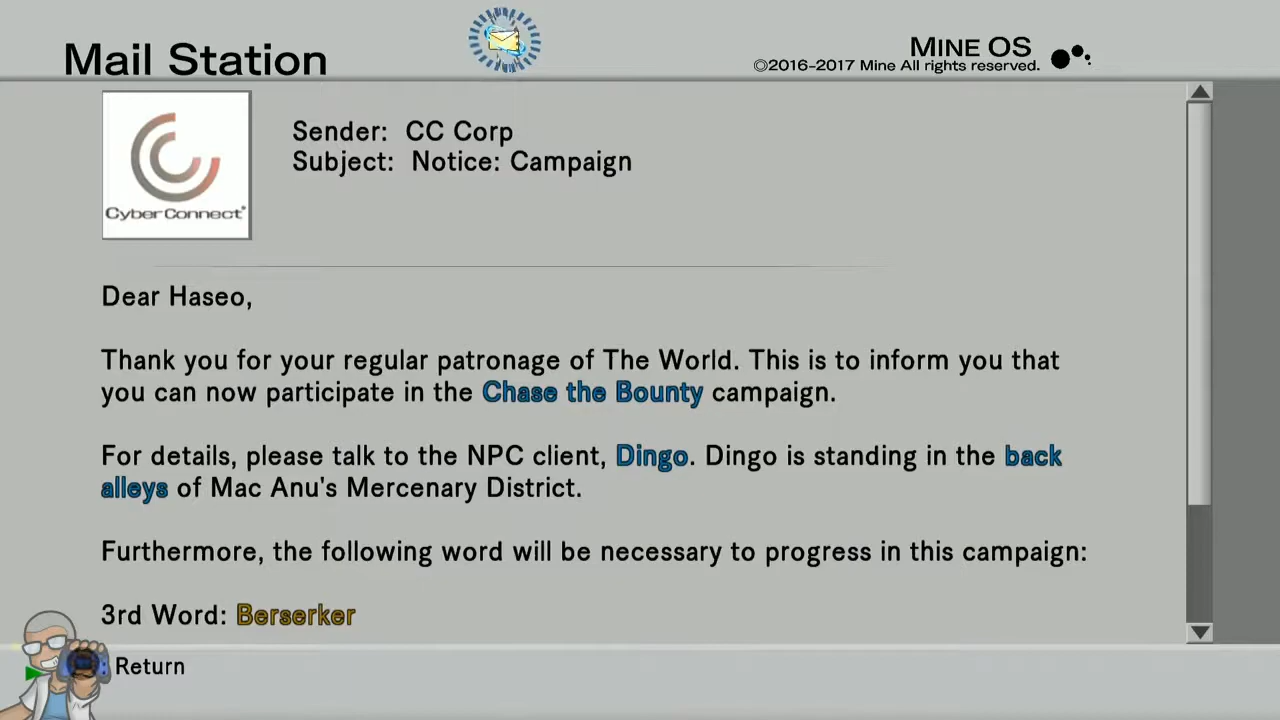 Mail Station
MINE OS
©2016-2017 Mine All rights reserved.
CyberConnect
Sender: CC Corp
Subject: Notice: Campaign
Dear Haseo,
Thank you for your regular patronage of The World. This is to inform you that
you can now participate in the Chase the Bounty campaign.
For details, please talk to the NPC client, Dingo. Dingo is standing in the back
alleys of Mac Anu's Mercenary District.
Furthermore, the following word will be necessary to progress in this campaign:
3rd Word: Berserker
: Return